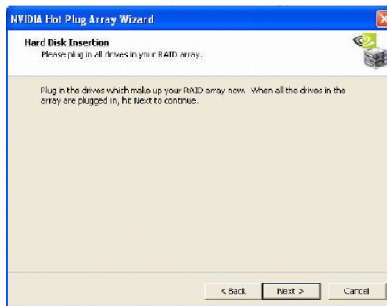 NVIDIA Hot Plug Array Wizard
Hard Disk Insertion
Please plug in all drives in your RAID array.
Plug in the drives which make up your RAID array now. When all the drives in the
array are plugged in, hit Next to continue.
< Back
Next >
Cancel